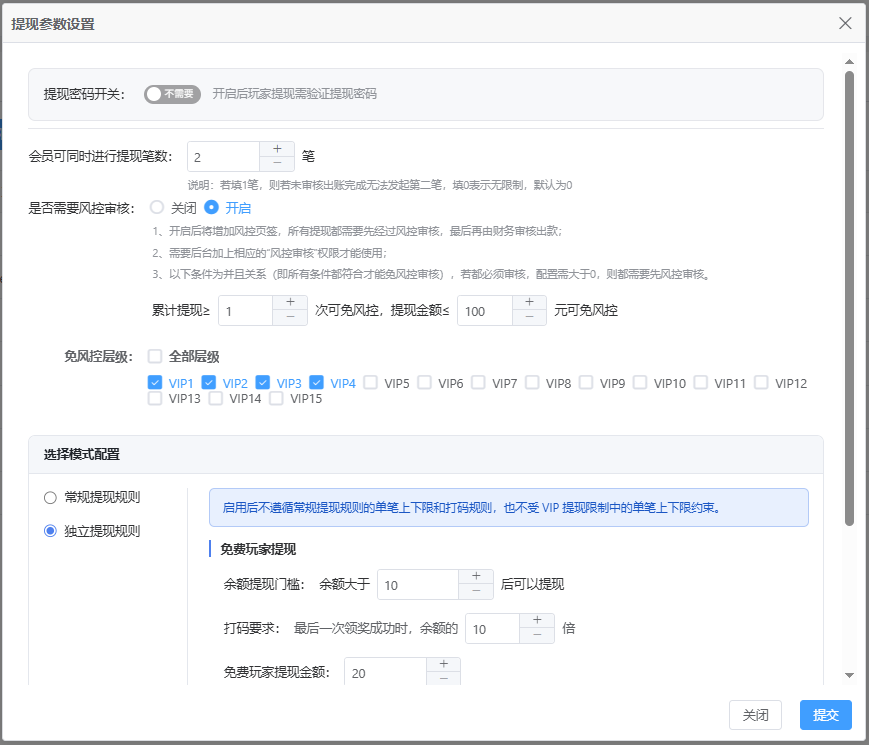 提现参数设置
提现密码开关： 不需要 开启后玩家提现需验证提现密码
会员可同时进行提现笔数： 2 + − 笔
说明：若填1笔，则若未审核出账完成无法发起第二笔，填0表示无限制，默认为0
是否需要风控审核： 关闭 开启
1、开启后将增加风控页签，所有提现都需要先经过风控审核，最后再由财务审核出款；
2、需要后台加上相应的“风控审核”权限才能使用；
3、以下条件为并且关系（即所有条件都符合才能免风控审核），若都必须审核，配置需大于0，则都需要先风控审核。
累计提现≥ 1 + − 次可免风控，提现金额≤ 100 + − 元可免风控
免风控层级： 全部层级
VIP1 VIP2 VIP3 VIP4 VIP5 VIP6 VIP7 VIP8 VIP9 VIP10 VIP11 VIP12
VIP13 VIP14 VIP15
选择模式配置
常规提现规则
独立提现规则
启用后不遵循常规提现规则的单笔上下限和打码规则，也不受 VIP 提现限制中的单笔上下限约束。
免费玩家提现
余额提现门槛： 余额大于 10 + − 后可以提现
打码要求： 最后一次领奖成功时，余额的 10 + − 倍
免费玩家提现金额： 20 + −
关闭 提交